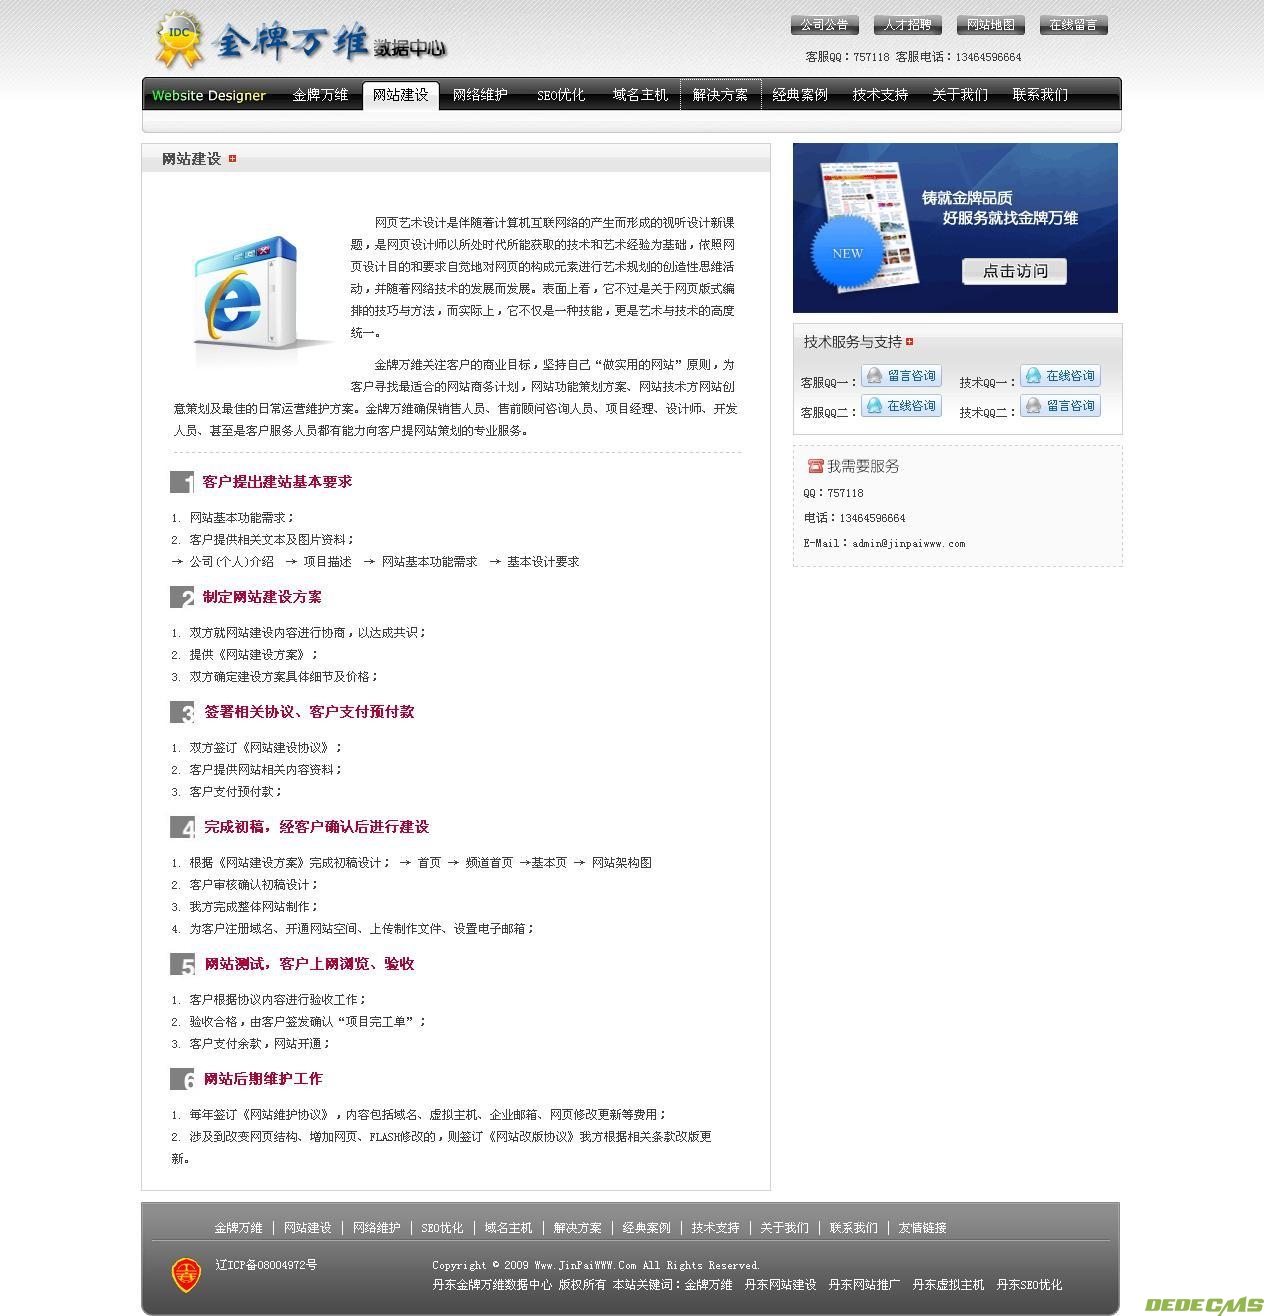 IDC
金牌万维 数据中心
公司公告 人才招聘 网站地图 在线留言
客服QQ：757118 客服电话：13464596664
Website Designer 金牌万维 网站建设 网络维护 SEO优化 域名主机 解决方案 经典案例 技术支持 关于我们 联系我们
网站建设
网页艺术设计是伴随着计算机互联网络的产生而形成的视听设计新课
题，是网页设计师以所处时代所能获取的技术和艺术经验为基础，依照网
页设计目的和要求自觉地对网页的构成元素进行艺术规划的创造性思维活
动，并随着网络技术的发展而发展。表面上看，它不过是关于网页版式编
排的技巧与方法，而实际上，它不仅是一种技能，更是艺术与技术的高度
统一。
金牌万维关注客户的商业目标，坚持自己“做实用的网站”原则，为
客户寻找最适合的网站商务计划，网站功能策划方案、网站技术方网站创
意策划及最佳的日常运营维护方案。金牌万维确保销售人员、售前顾问咨询人员、项目经理、设计师、开发
人员、甚至是客户服务人员都有能力向客户提网站策划的专业服务。
1 客户提出建站基本要求
1. 网站基本功能需求；
2. 客户提供相关文本及图片资料；
→ 公司(个人)介绍 → 项目描述 → 网站基本功能需求 → 基本设计要求
2 制定网站建设方案
1. 双方就网站建设内容进行协商，以达成共识；
2. 提供《网站建设方案》；
3. 双方确定建设方案具体细节及价格；
3 签署相关协议、客户支付预付款
1. 双方签订《网站建设协议》；
2. 客户提供网站相关内容资料；
3. 客户支付预付款；
4 完成初稿，经客户确认后进行建设
1. 根据《网站建设方案》完成初稿设计； → 首页 → 频道首页 →基本页 → 网站架构图
2. 客户审核确认初稿设计；
3. 我方完成整体网站制作；
4. 为客户注册域名、开通网站空间、上传制作文件、设置电子邮箱；
5 网站测试，客户上网浏览、验收
1. 客户根据协议内容进行验收工作；
2. 验收合格，由客户签发确认“项目完工单”；
3. 客户支付余款，网站开通；
6 网站后期维护工作
1. 每年签订《网站维护协议》，内容包括域名、虚拟主机、企业邮箱、网页修改更新等费用；
2. 涉及到改变网页结构、增加网页、FLASH修改的，则签订《网站改版协议》我方根据相关条款改版更
新。
铸就金牌品质
好服务就找金牌万维
NEW
点击访问
技术服务与支持
客服QQ一： 留言咨询 技术QQ一： 在线咨询
客服QQ二： 在线咨询 技术QQ二： 留言咨询
我需要服务
QQ：757118
电话：13464596664
E-Mail：admin@jinpaiwww.com
金牌万维 | 网站建设 | 网络维护 | SEO优化 | 域名主机 | 解决方案 | 经典案例 | 技术支持 | 关于我们 | 联系我们 | 友情链接
辽ICP备08004972号
Copyright © 2009 Www.JinPaiWWW.Com All Rights Reserved.
丹东金牌万维数据中心 版权所有 本站关键词：金牌万维 丹东网站建设 丹东网站推广 丹东虚拟主机 丹东SEO优化
DEDECMS